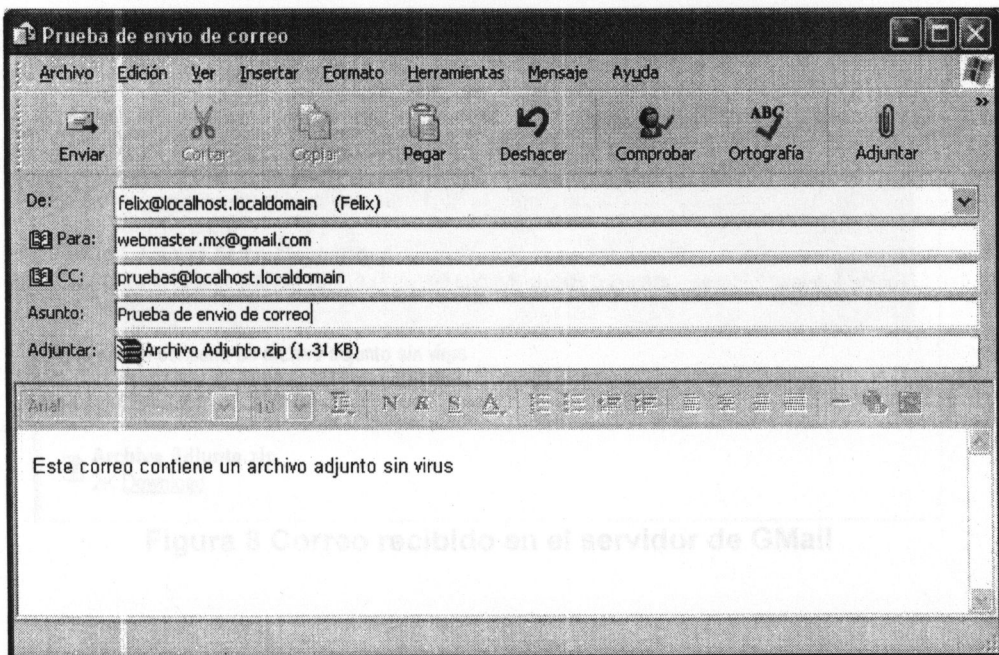 Prueba de envio de correo
Archivo Edición Ver Insertar Formato Herramientas Mensaje Ayuda
Enviar Cortar Copiar Pegar Deshacer Comprobar Ortografía Adjuntar
De: felix@localhost.localdomain (Felix)
Para: webmaster.mx@gmail.com
CC: pruebas@localhost.localdomain
Asunto: Prueba de envio de correo
Adjuntar: Archivo Adjunto.zip (1.31 KB)
Arial 10 N K S A
Este correo contiene un archivo adjunto sin virus
Figura 8 Correo recibido en el servidor de GMail